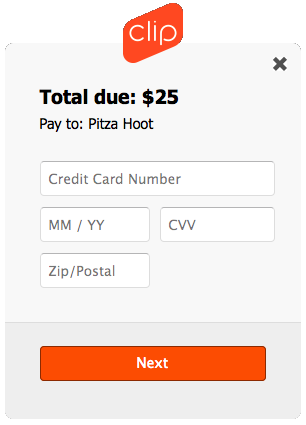 clip
Total due: $25
Pay to: Pitza Hoot
Credit Card Number
MM / YY CVV
Zip/Postal
Next